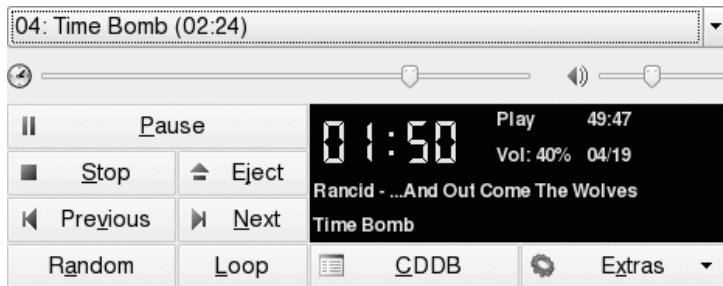 04: Time Bomb (02:24)
Pause
Stop
Eject
Previous
Next
Random
Loop
01:50
Play 49:47
Vol: 40% 04/19
Rancid - ...And Out Come The Wolves
Time Bomb
CDDB
Extras